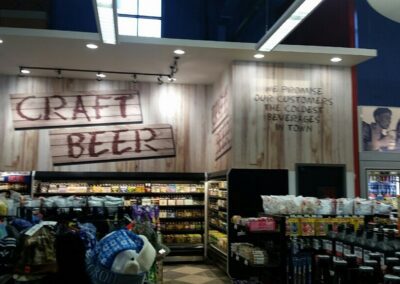 CRAFT
BEER
WE PROMISE
OUR CUSTOMERS
THE COLDEST
BEVERAGES
IN TOWN